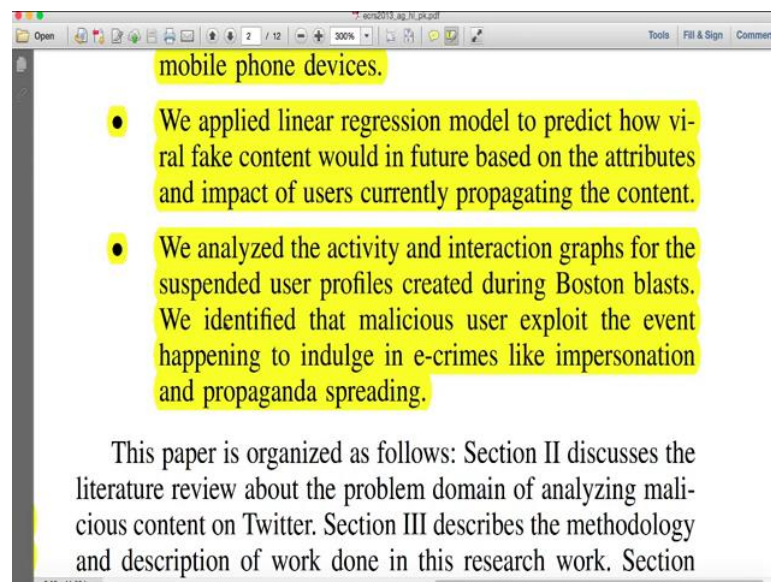 ecrs2013_ag_hl_pk.pdf
Open 2 / 12 300% Tools Fill & Sign Commen
mobile phone devices.
• We applied linear regression model to predict how vi-
ral fake content would in future based on the attributes
and impact of users currently propagating the content.
• We analyzed the activity and interaction graphs for the
suspended user profiles created during Boston blasts.
We identified that malicious user exploit the event
happening to indulge in e-crimes like impersonation
and propaganda spreading.
This paper is organized as follows: Section II discusses the
literature review about the problem domain of analyzing mali-
cious content on Twitter. Section III describes the methodology
and description of work done in this research work. Section